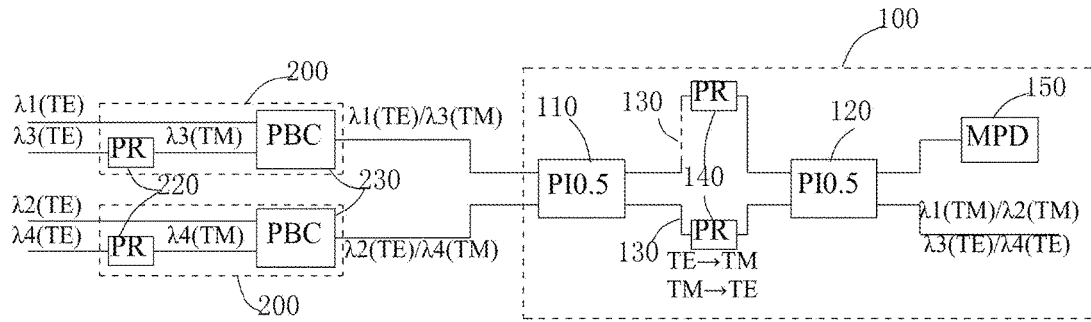 100
200
λ1(TE)
λ3(TE)
PR
λ3(TM)
PBC
λ1(TE)/λ3(TM)
220
230
λ2(TE)
λ4(TE)
PR
λ4(TM)
PBC
λ2(TE)/λ4(TM)
200
110
PI0.5
130
PR
140
130
PR
TE→TM
TM→TE
120
PI0.5
150
MPD
λ1(TM)/λ2(TM)
λ3(TE)/λ4(TE)